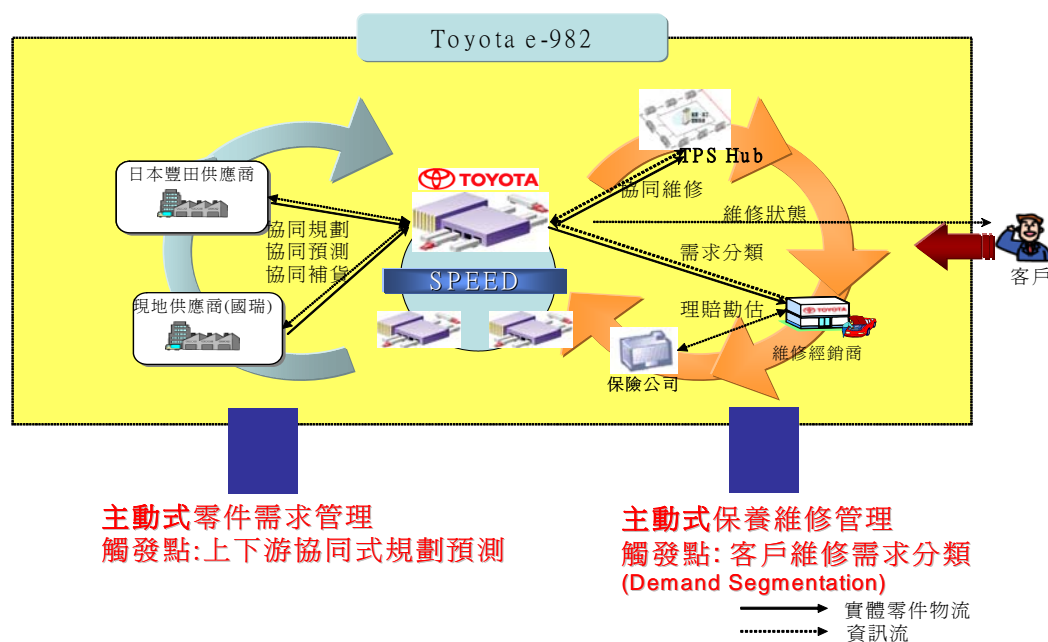 Toyota e-982
TPS Hub
日本豐田供應商
TOYOTA
協同維修
協同規劃
協同預測
協同補貨
維修狀態
需求分類
客戶
SPEED
現地供應商(國瑞)
理賠勘估
TOYOTA
維修經銷商
保險公司
主動式零件需求管理
觸發點:上下游協同式規劃預測
主動式保養維修管理
觸發點: 客戶維修需求分類
(Demand Segmentation)
實體零件物流
資訊流